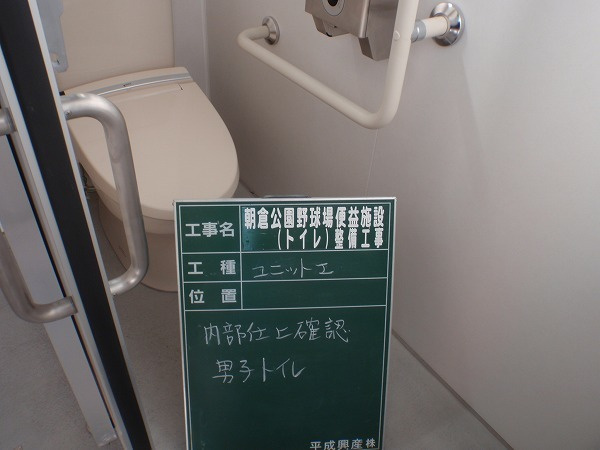 工事名 朝倉公園野球場便益施設
(トイレ)整備工事
工種 ユニット工
位置
内部仕上確認
男子トイレ
平成興産株